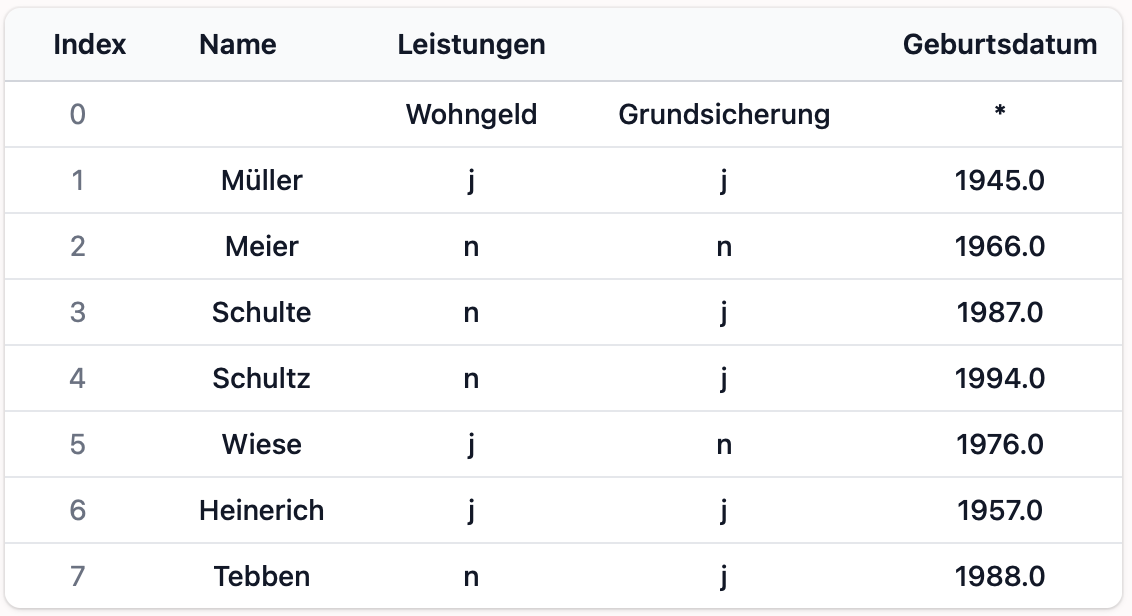 Index Name Leistungen Geburtsdatum
0 Wohngeld Grundsicherung *
1 Müller j j 1945.0
2 Meier n n 1966.0
3 Schulte n j 1987.0
4 Schultz n j 1994.0
5 Wiese j n 1976.0
6 Heinerich j j 1957.0
7 Tebben n j 1988.0